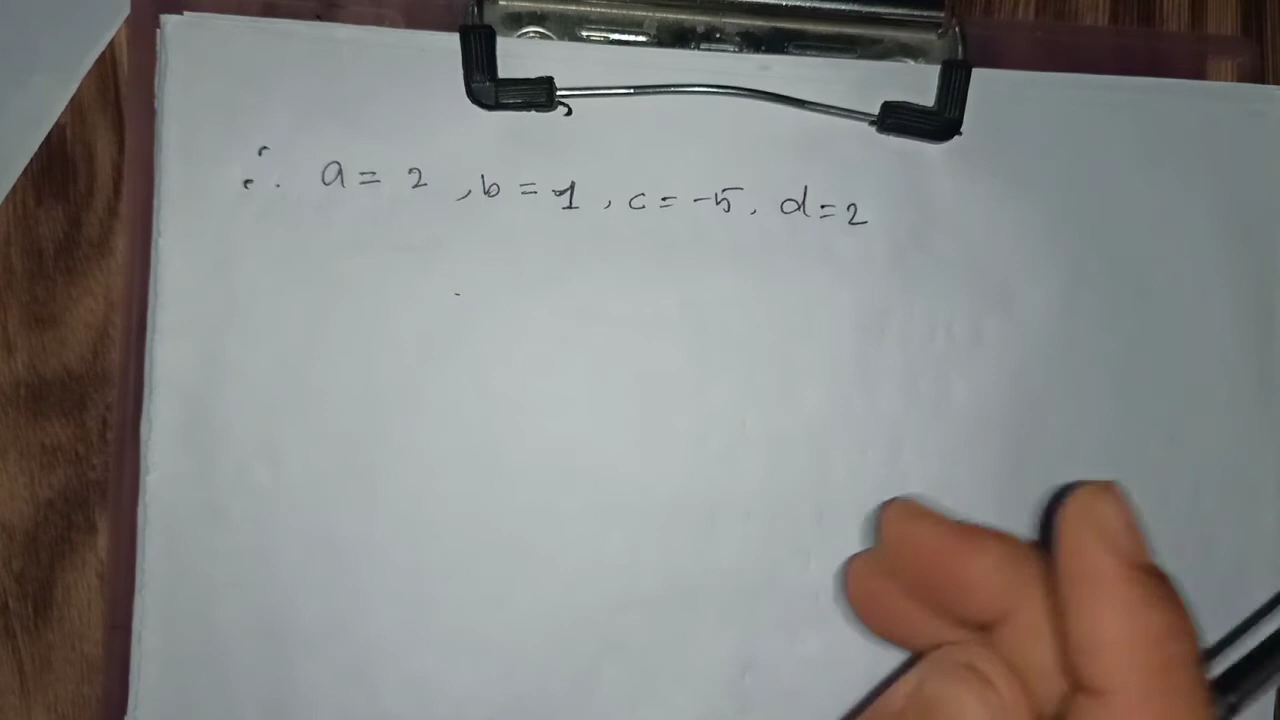 ∴ a = 2 , b = 1 , c = -5, d = 2